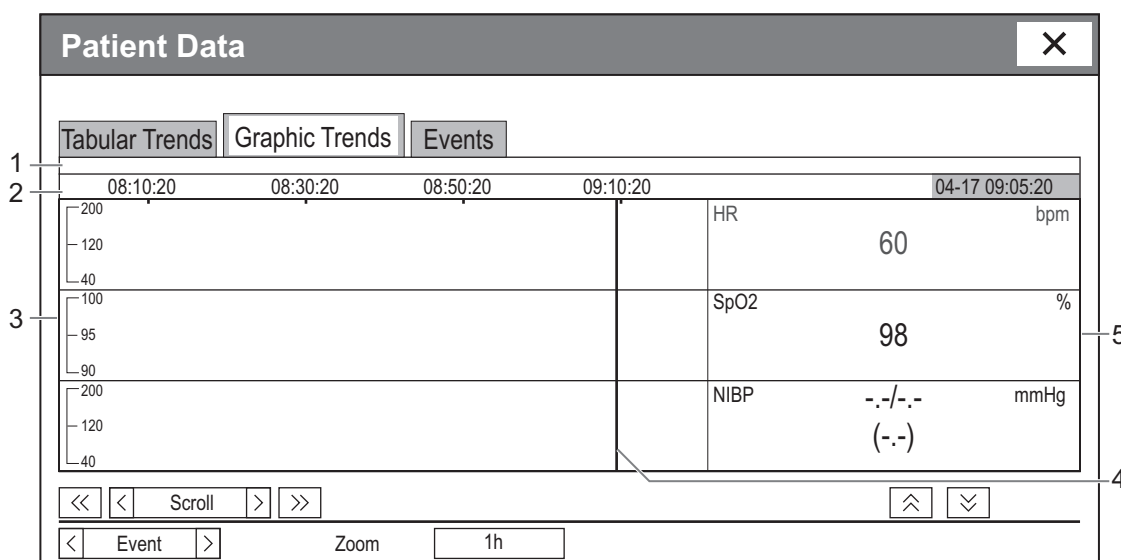 Patient Data
Tabular Trends Graphic Trends Events
1
2 08:10:20 08:30:20 08:50:20 09:10:20 04-17 09:05:20
200 HR bpm
120 60
40
100 SpO2 %
3 95 98 5
90
200 NIBP -.-/-.- mmHg
120 (-.-)
40
4
<< < Scroll > >>
< Event > Zoom 1h